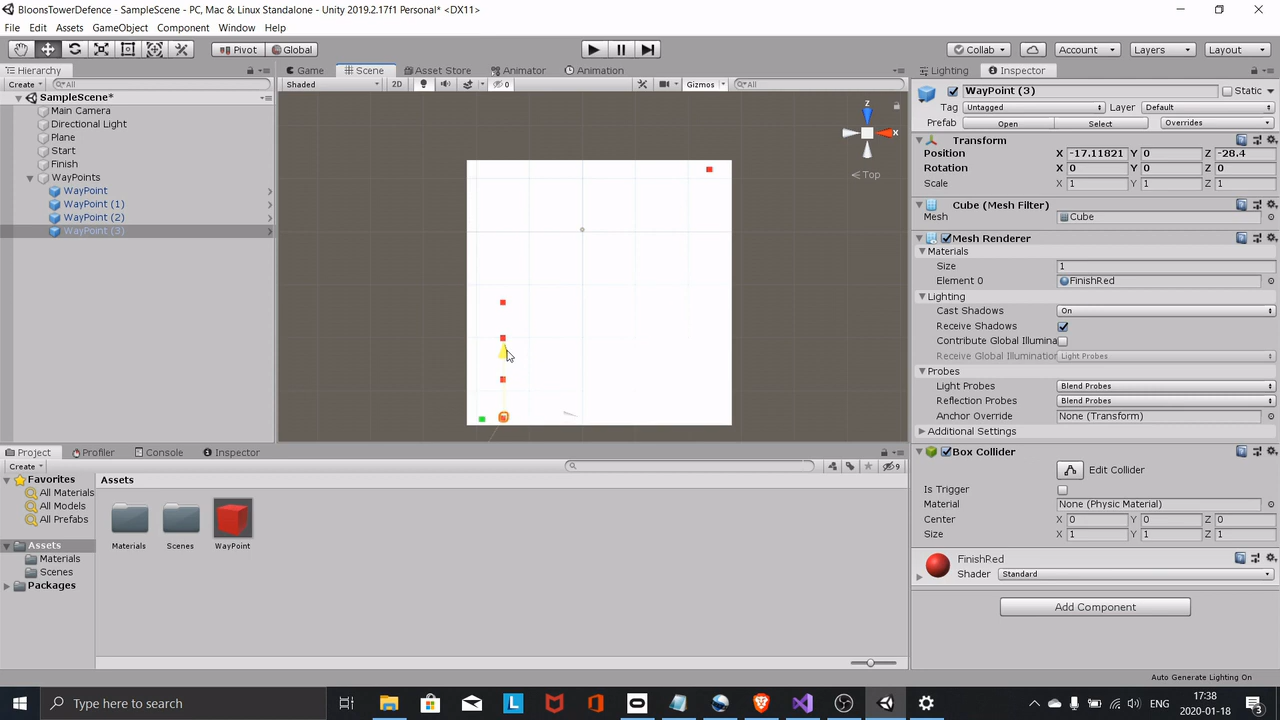 BloonsTowerDefence - SampleScene - PC, Mac & Linux Standalone - Unity 2019.2.17f1 Personal* <DX11>
File Edit Assets GameObject Component Window Help
Pivot Global Collab Account Layers Layout
Hierarchy Game Scene Asset Store Animator Animation Lighting Inspector
Create All Shaded 2D 0 Gizmos All WayPoint (3) Static
SampleScene*
Main Camera
Directional Light
Plane
Start
Finish
WayPoints
WayPoint
WayPoint (1)
WayPoint (2)
WayPoint (3)
z
x
Top
Tag Untagged Layer Default
Prefab Open Select Overrides
Transform
Position X -17.11821 Y 0 Z -28.4
Rotation X 0 Y 0 Z 0
Scale X 1 Y 1 Z 1
Cube (Mesh Filter)
Mesh Cube
Mesh Renderer
Materials
Size 1
Element 0 FinishRed
Lighting
Cast Shadows On
Receive Shadows
Contribute Global Illumina
Receive Global Illumination Light Probes
Probes
Light Probes Blend Probes
Reflection Probes Blend Probes
Anchor Override None (Transform)
Additional Settings
Box Collider
Edit Collider
Is Trigger
Material None (Physic Material)
Center X 0 Y 0 Z 0
Size X 1 Y 1 Z 1
FinishRed
Shader Standard
Add Component
Project Profiler Console Inspector
Create 9
Favorites
All Materials
All Models
All Prefabs
Assets
Materials
Scenes
Packages
Assets
Materials Scenes WayPoint
Auto Generate Lighting On
Type here to search
17:38
2020-01-18
3